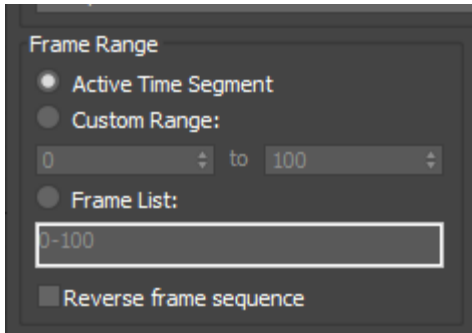 Frame Range
Active Time Segment
Custom Range:
0 to 100
Frame List:
0-100
Reverse frame sequence